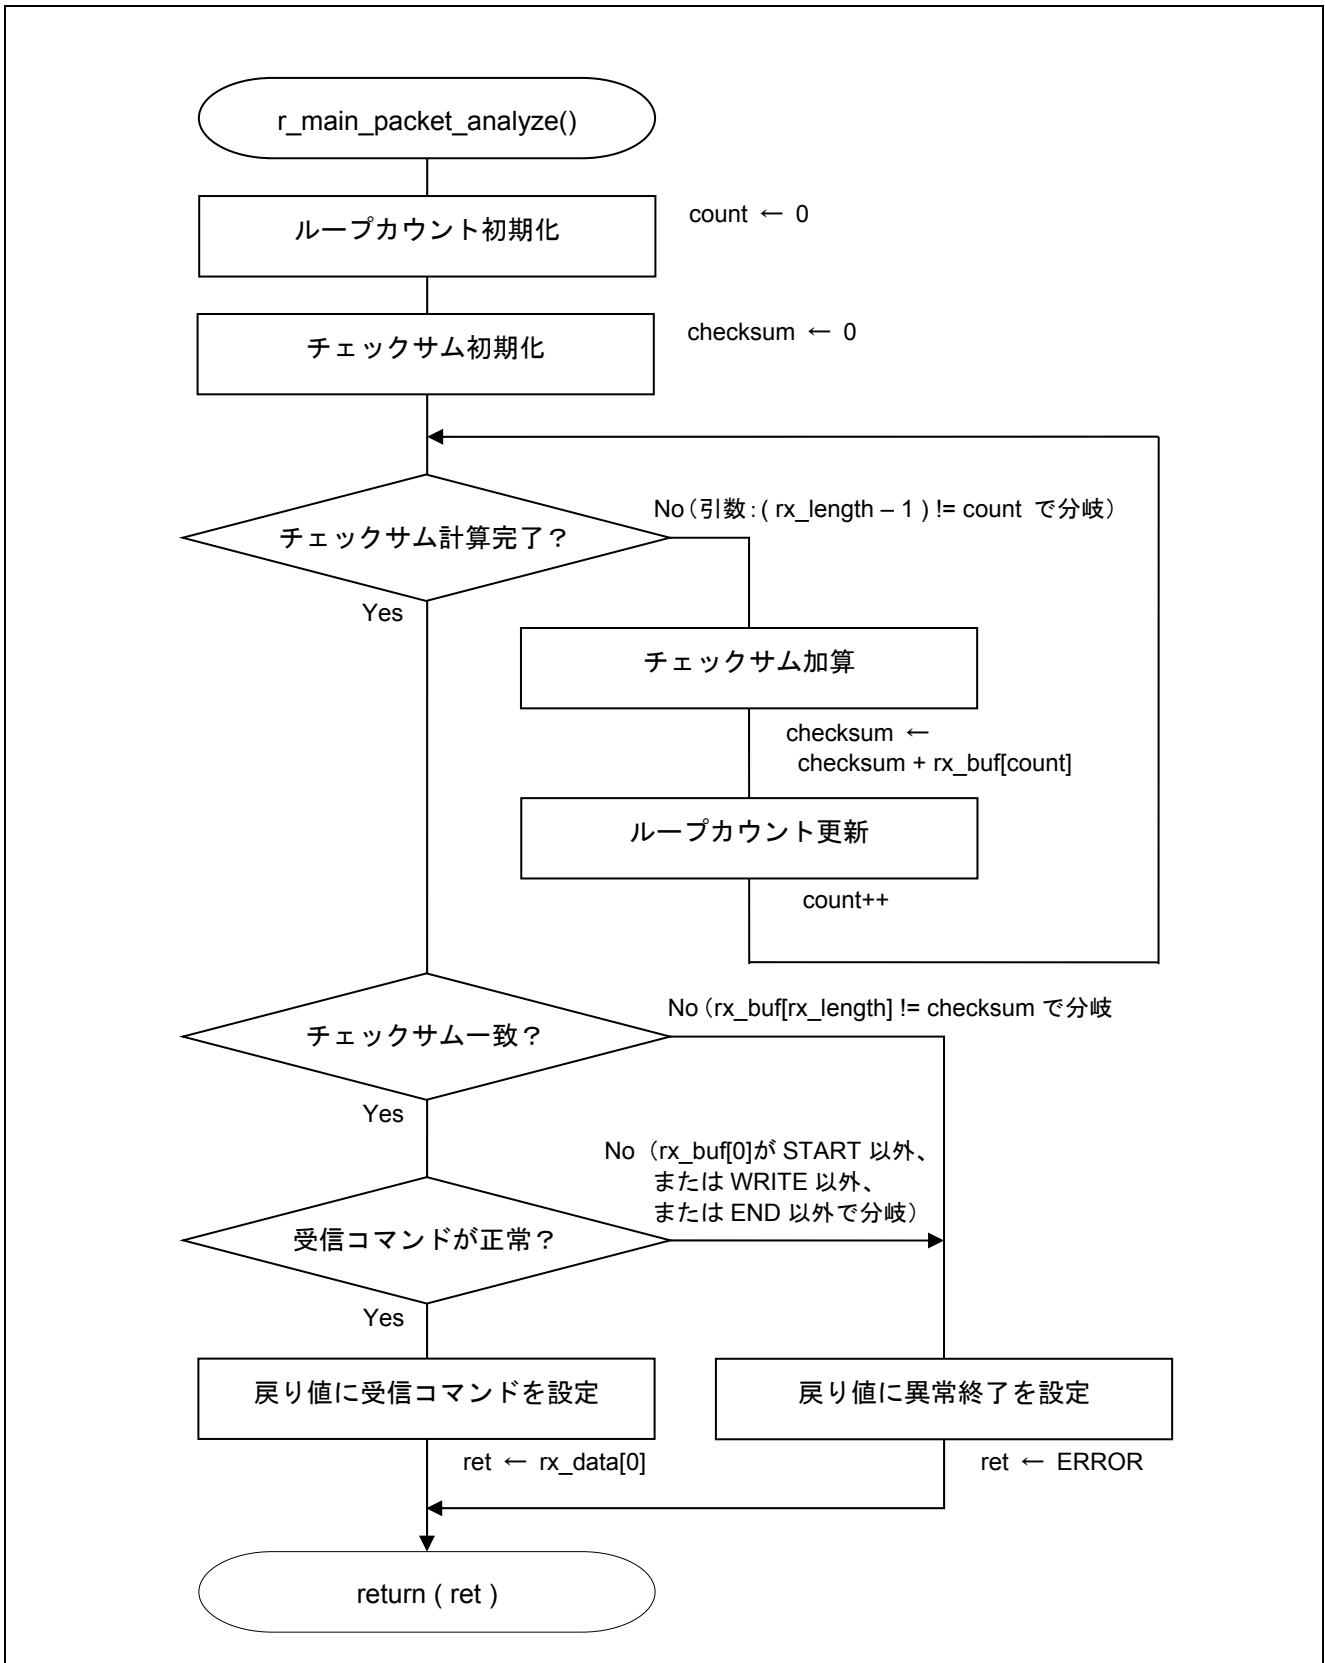 r_main_packet_analyze()
ループカウント初期化
count ← 0
チェックサム初期化
checksum ← 0
No（引数：( rx_length – 1 ) != count で分岐）
チェックサム計算完了？
Yes
チェックサム加算
checksum ←
checksum + rx_buf[count]
ループカウント更新
count++
No（rx_buf[rx_length] != checksum で分岐
チェックサム一致？
Yes
No（rx_buf[0]が START 以外、
または WRITE 以外、
または END 以外で分岐）
受信コマンドが正常？
Yes
戻り値に受信コマンドを設定
戻り値に異常終了を設定
ret ← rx_data[0]
ret ← ERROR
return ( ret )